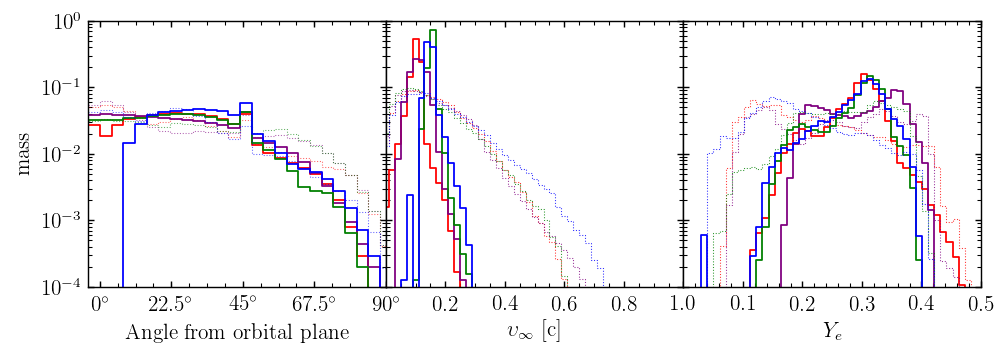 10⁰
10⁻¹
10⁻²
10⁻³
10⁻⁴
mass
0° 22.5° 45° 67.5° 90° 0.2 0.4 0.6 0.8 1.0 0.1 0.2 0.3 0.4 0.5
Angle from orbital plane
υ∞ [c]
Yₑ